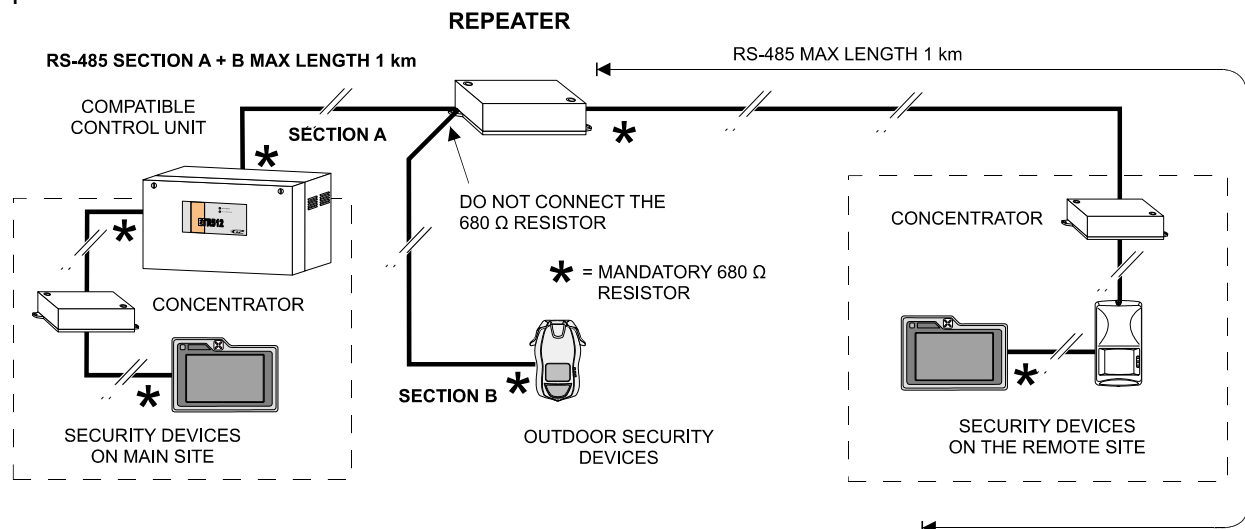 REPEATER
RS-485 SECTION A + B MAX LENGTH 1 km
RS-485 MAX LENGTH 1 km
COMPATIBLE
CONTROL UNIT
SECTION A
DO NOT CONNECT THE
680 Ω RESISTOR
* = MANDATORY 680 Ω
RESISTOR
CONCENTRATOR
SECURITY DEVICES
ON MAIN SITE
SECTION B
OUTDOOR SECURITY
DEVICES
CONCENTRATOR
SECURITY DEVICES
ON THE REMOTE SITE